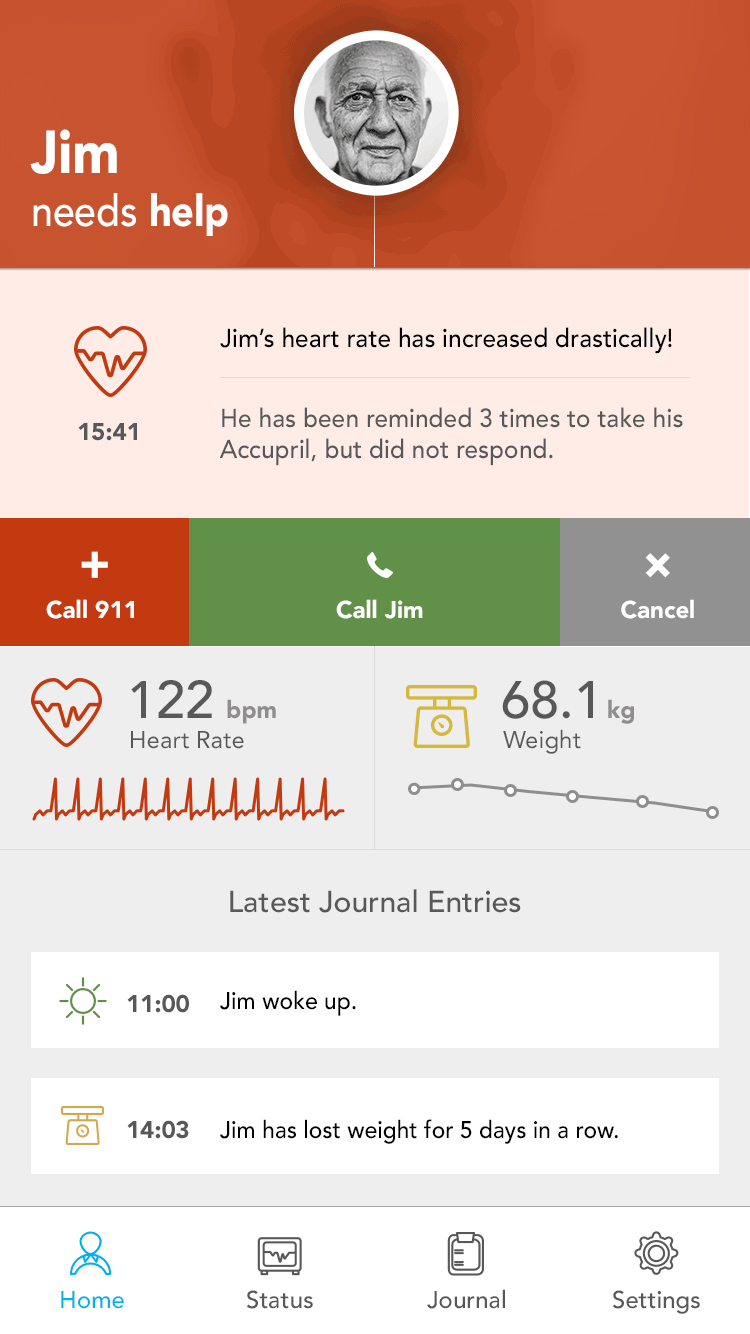 Jim
needs help
Jim’s heart rate has increased drastically!
15:41
He has been reminded 3 times to take his
Accupril, but did not respond.
Call 911
Call Jim
Cancel
122 bpm
Heart Rate
68.1 kg
Weight
Latest Journal Entries
11:00 Jim woke up.
14:03 Jim has lost weight for 5 days in a row.
Home
Status
Journal
Settings